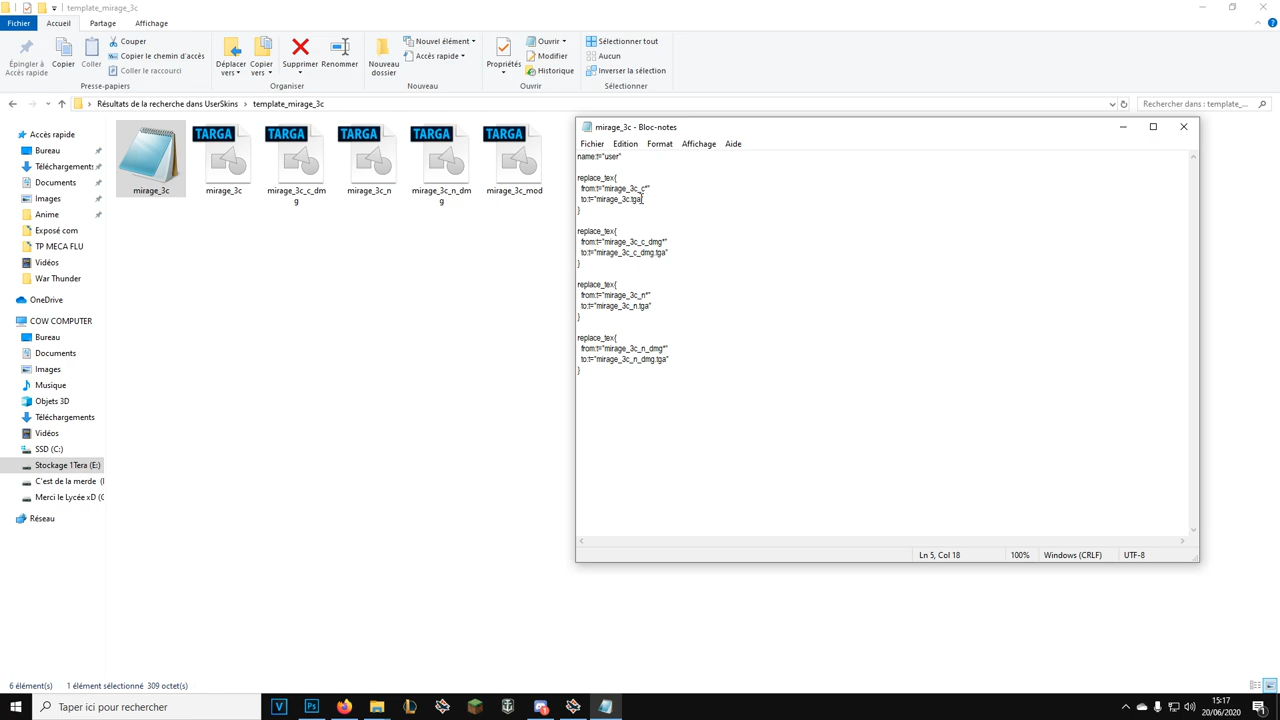 template_mirage_3c
Fichier
Accueil
Partage
Affichage
Épingler à Accès rapide
Copier
Coller
Couper
Copier le chemin d'accès
Coller le raccourci
Presse-papiers
Déplacer vers
Copier vers
Supprimer
Renommer
Organiser
Nouveau dossier
Nouvel élément
Accès rapide
Nouveau
Propriétés
Ouvrir
Modifier
Historique
Ouvrir
Sélectionner tout
Aucun
Inverser la sélection
Sélectionner
Résultats de la recherche dans UserSkins > template_mirage_3c
Rechercher dans : template_...
Accès rapide
Bureau
Téléchargements
Documents
Images
Anime
Exposé com
TP MECA FLU
Vidéos
War Thunder
OneDrive
COW COMPUTER
Bureau
Documents
Images
Musique
Objets 3D
Téléchargements
Vidéos
SSD (C:)
Stockage 1Tera (E:)
C'est de la merde (
Merci le Lycée xD (
Réseau
TARGA
TARGA
TARGA
TARGA
TARGA
mirage_3c
mirage_3c
mirage_3c_c_dm
g
mirage_3c_n
mirage_3c_n_dm
g
mirage_3c_mod
mirage_3c - Bloc-notes
Fichier
Edition
Format
Affichage
Aide
name:t="user"
replace_tex{
from:t="mirage_3c_c*"
to:t="mirage_3c.tga
}
replace_tex{
from:t="mirage_3c_c_dmg*"
to:t="mirage_3c_c_dmg.tga"
}
replace_tex{
from:t="mirage_3c_n*"
to:t="mirage_3c_n.tga"
}
replace_tex{
from:t="mirage_3c_n_dmg*"
to:t="mirage_3c_n_dmg.tga"
}
Ln 5, Col 18
100%
Windows (CRLF)
UTF-8
6 élément(s)
1 élément sélectionné 309 octet(s)
Taper ici pour rechercher
15:17
20/06/2020